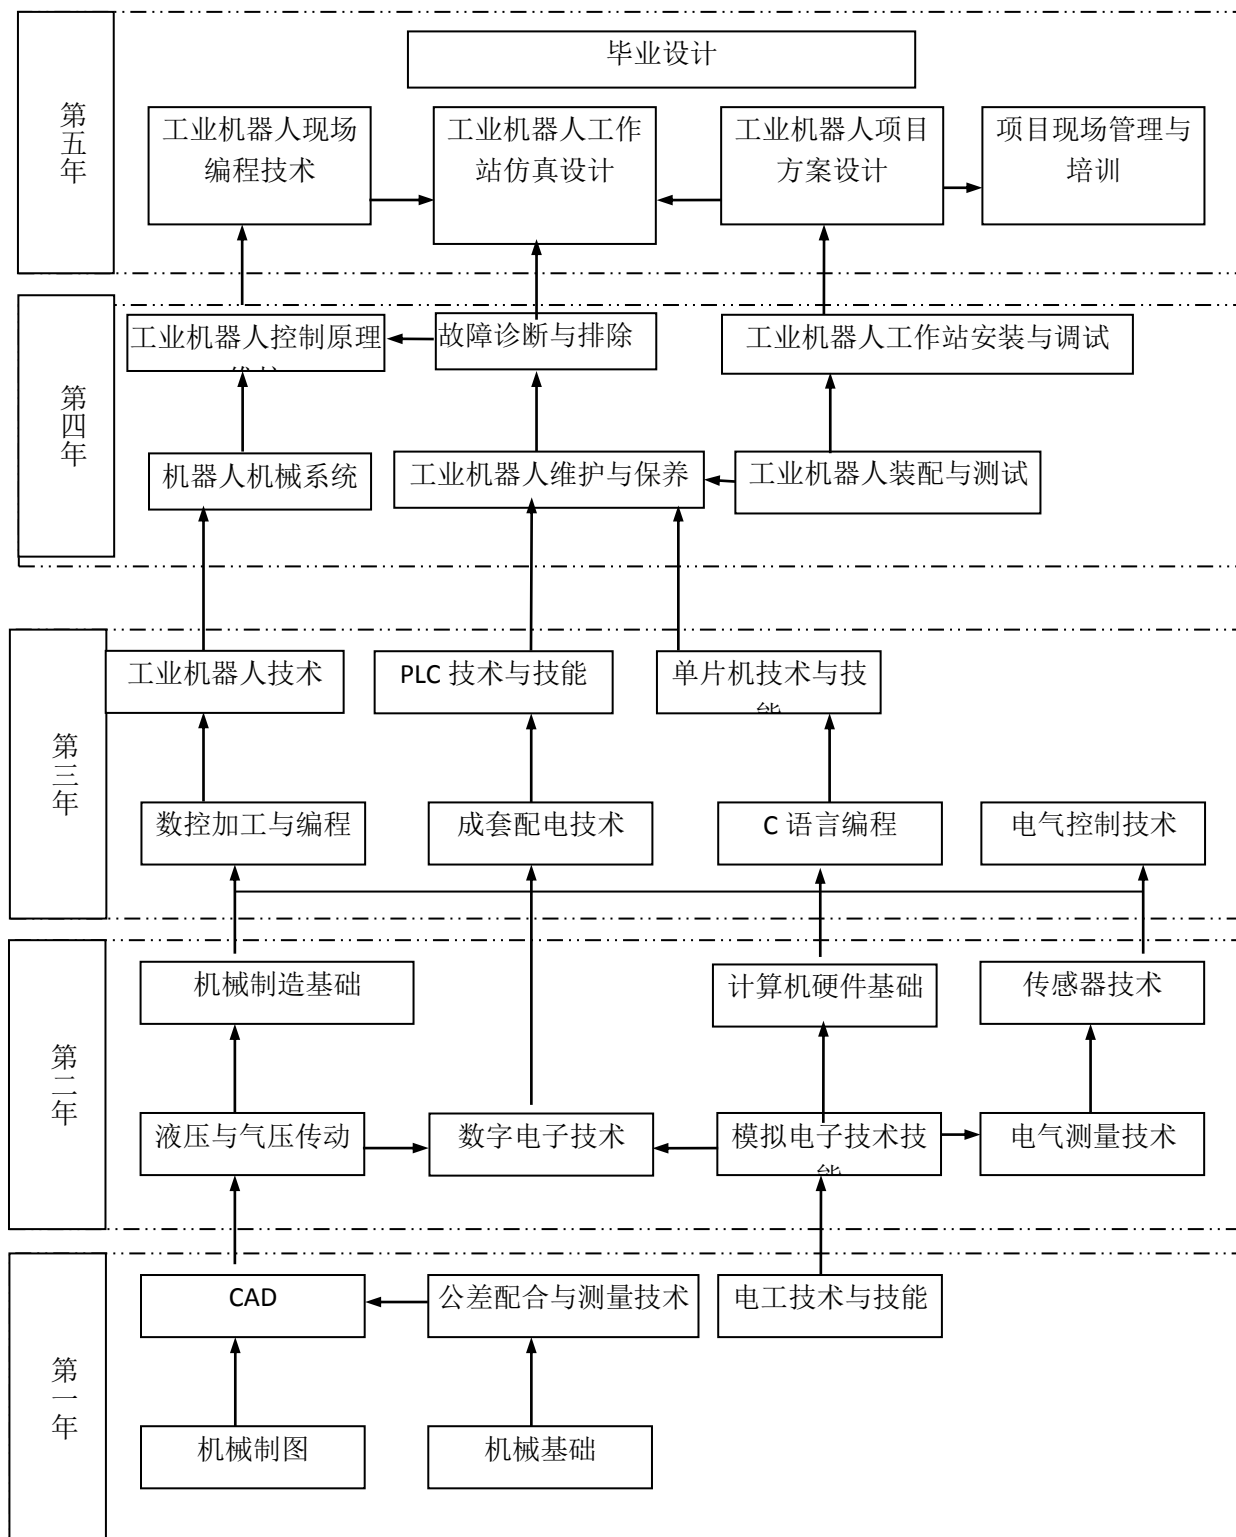 毕业设计
第五年
工业机器人现场
编程技术
工业机器人工作
站仿真设计
工业机器人项目
方案设计
项目现场管理与
培训
第四年
工业机器人控制原理
故障诊断与排除
工业机器人工作站安装与调试
机器人机械系统
工业机器人维护与保养
工业机器人装配与测试
第三年
工业机器人技术
PLC 技术与技能
单片机技术与技
能
数控加工与编程
成套配电技术
C 语言编程
电气控制技术
第二年
机械制造基础
计算机硬件基础
传感器技术
液压与气压传动
数字电子技术
模拟电子技术技
能
电气测量技术
第一年
CAD
公差配合与测量技术
电工技术与技能
机械制图
机械基础